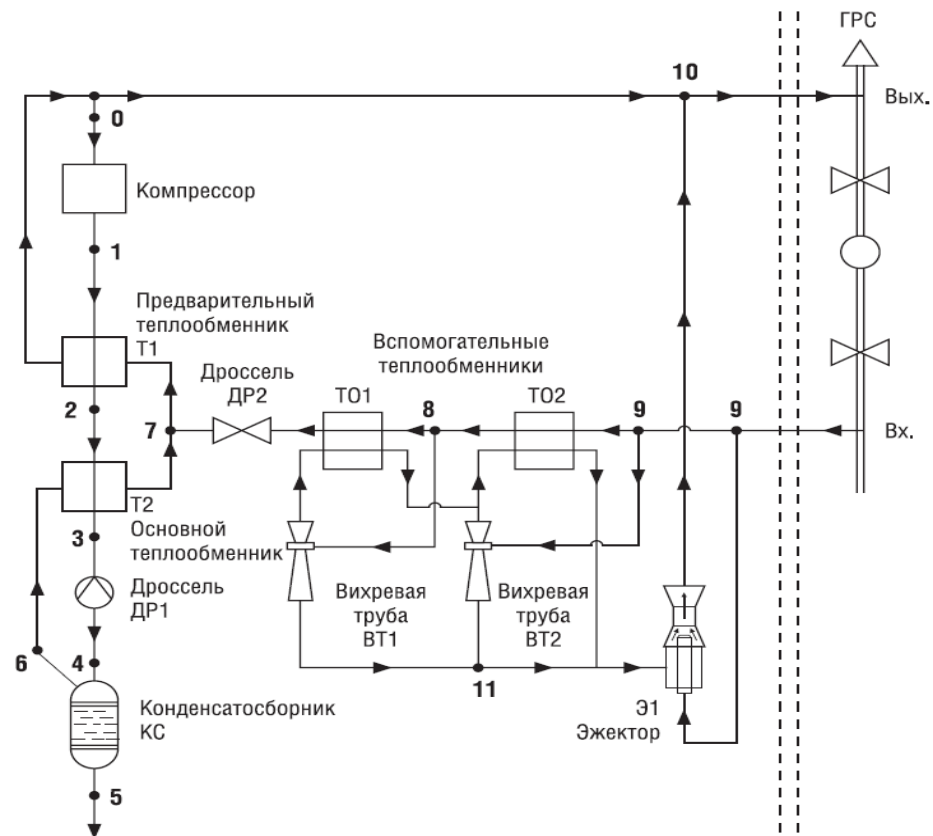 ГРС
10
Вых.
0
Компрессор
1
Предварительный
теплообменник
Т1
Вспомогательные
теплообменники
Дроссель
ДР2
ТО1
ТО2
2
7
8
9
9
Вх.
Т2
3
Основной
теплообменник
Дроссель
ДР1
Вихревая
труба
ВТ1
Вихревая
труба
ВТ2
6
4
11
Конденсатосборник
КС
Э1
Эжектор
5